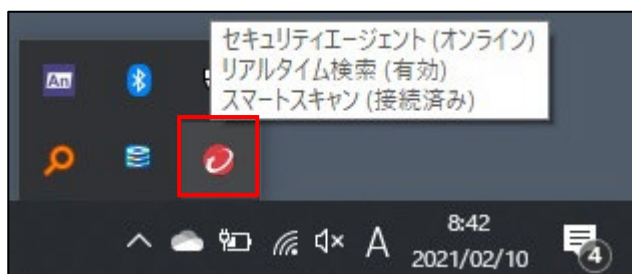 セキュリティエージェント (オンライン)
リアルタイム検索 (有効)
スマートスキャン (接続済み)
An
A
8:42
2021/02/10
4